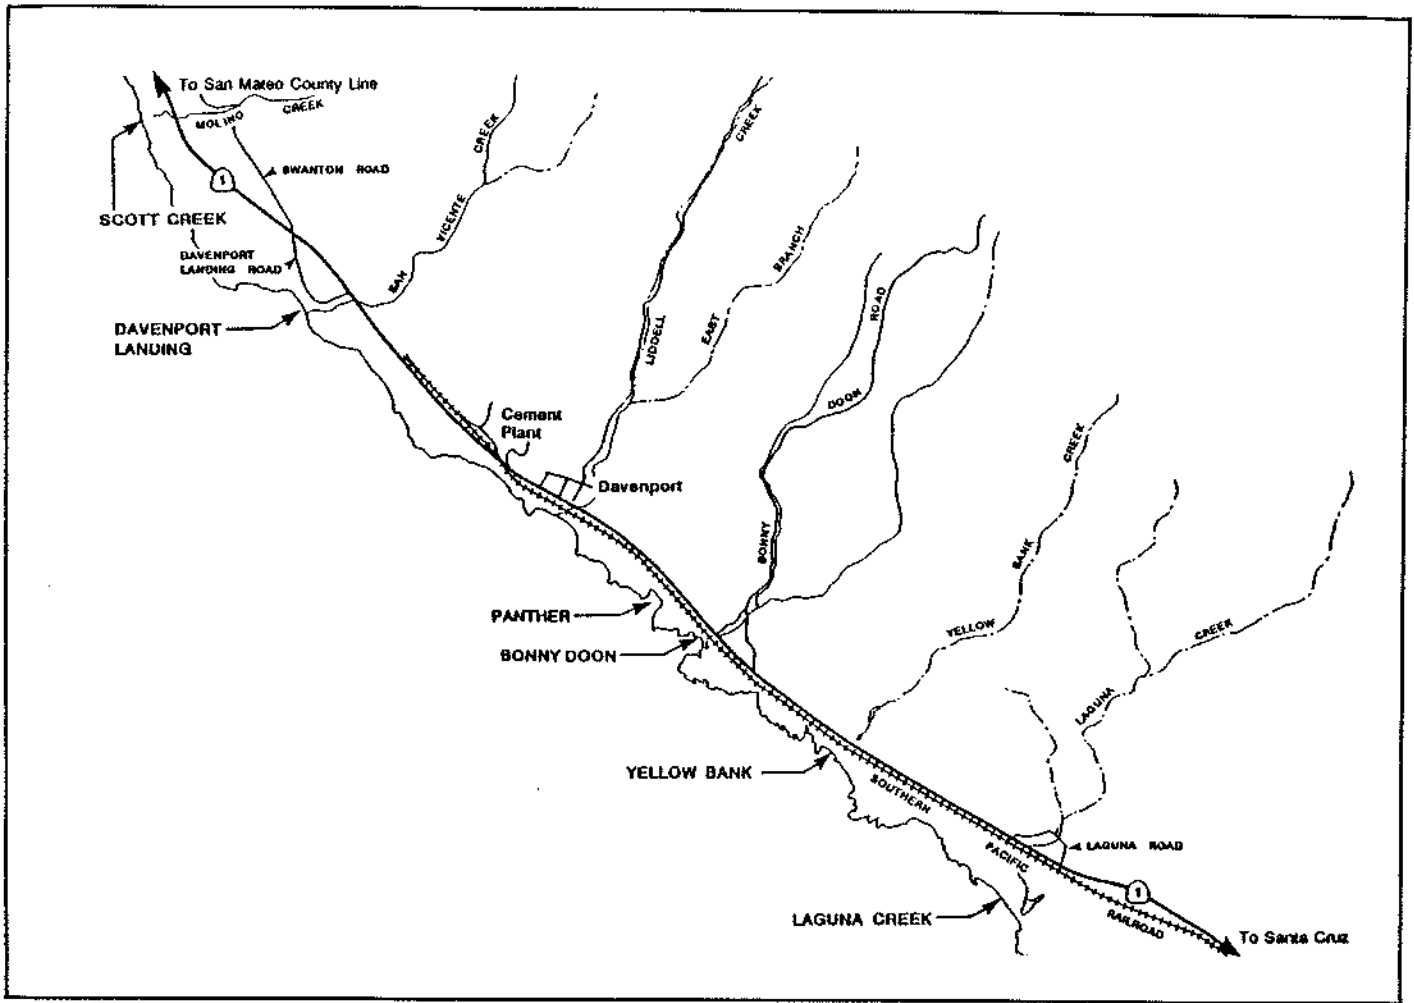 To San Mateo County Line
MOLINO CREEK
SWANTON ROAD
1
SCOTT CREEK
DAVENPORT
LANDING ROAD
SAN VICENTE CREEK
DAVENPORT
LANDING
LIDDELL CREEK
EAST BRANCH
BONNY DOON ROAD
Cement
Plant
Davenport
PANTHER
BONNY DOON
YELLOW BANK CREEK
LAGUNA CREEK
YELLOW BANK
SOUTHERN PACIFIC RAILROAD
LAGUNA ROAD
1
LAGUNA CREEK
To Santa Cruz